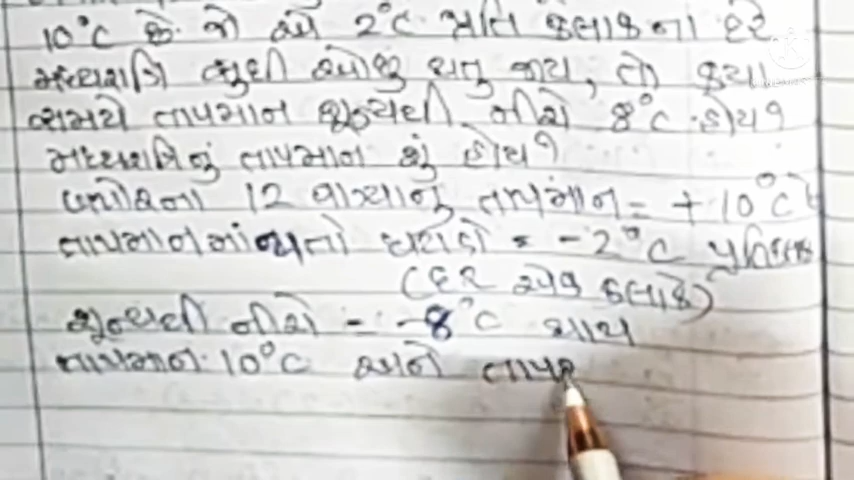 10°C છે. જો તે 2°C પ્રતિ કલાકના દરે
મધ્યરાત્રિ સુધી ઓછું થતું જાય, તો કયા
સમયે તાપમાન શૂન્યથી નીચે 8°C હોય?
મધ્યરાત્રિનું તાપમાન શું હોય?
બપોરના 12 વાગ્યાનું તાપમાન = +10°C
તાપમાનમાં થતો ઘટાડો = -2°C પ્રતિકલાક
(દર એક કલાકે)
શૂન્યથી નીચે = -8°C થાય
તાપમાન 10°C અને